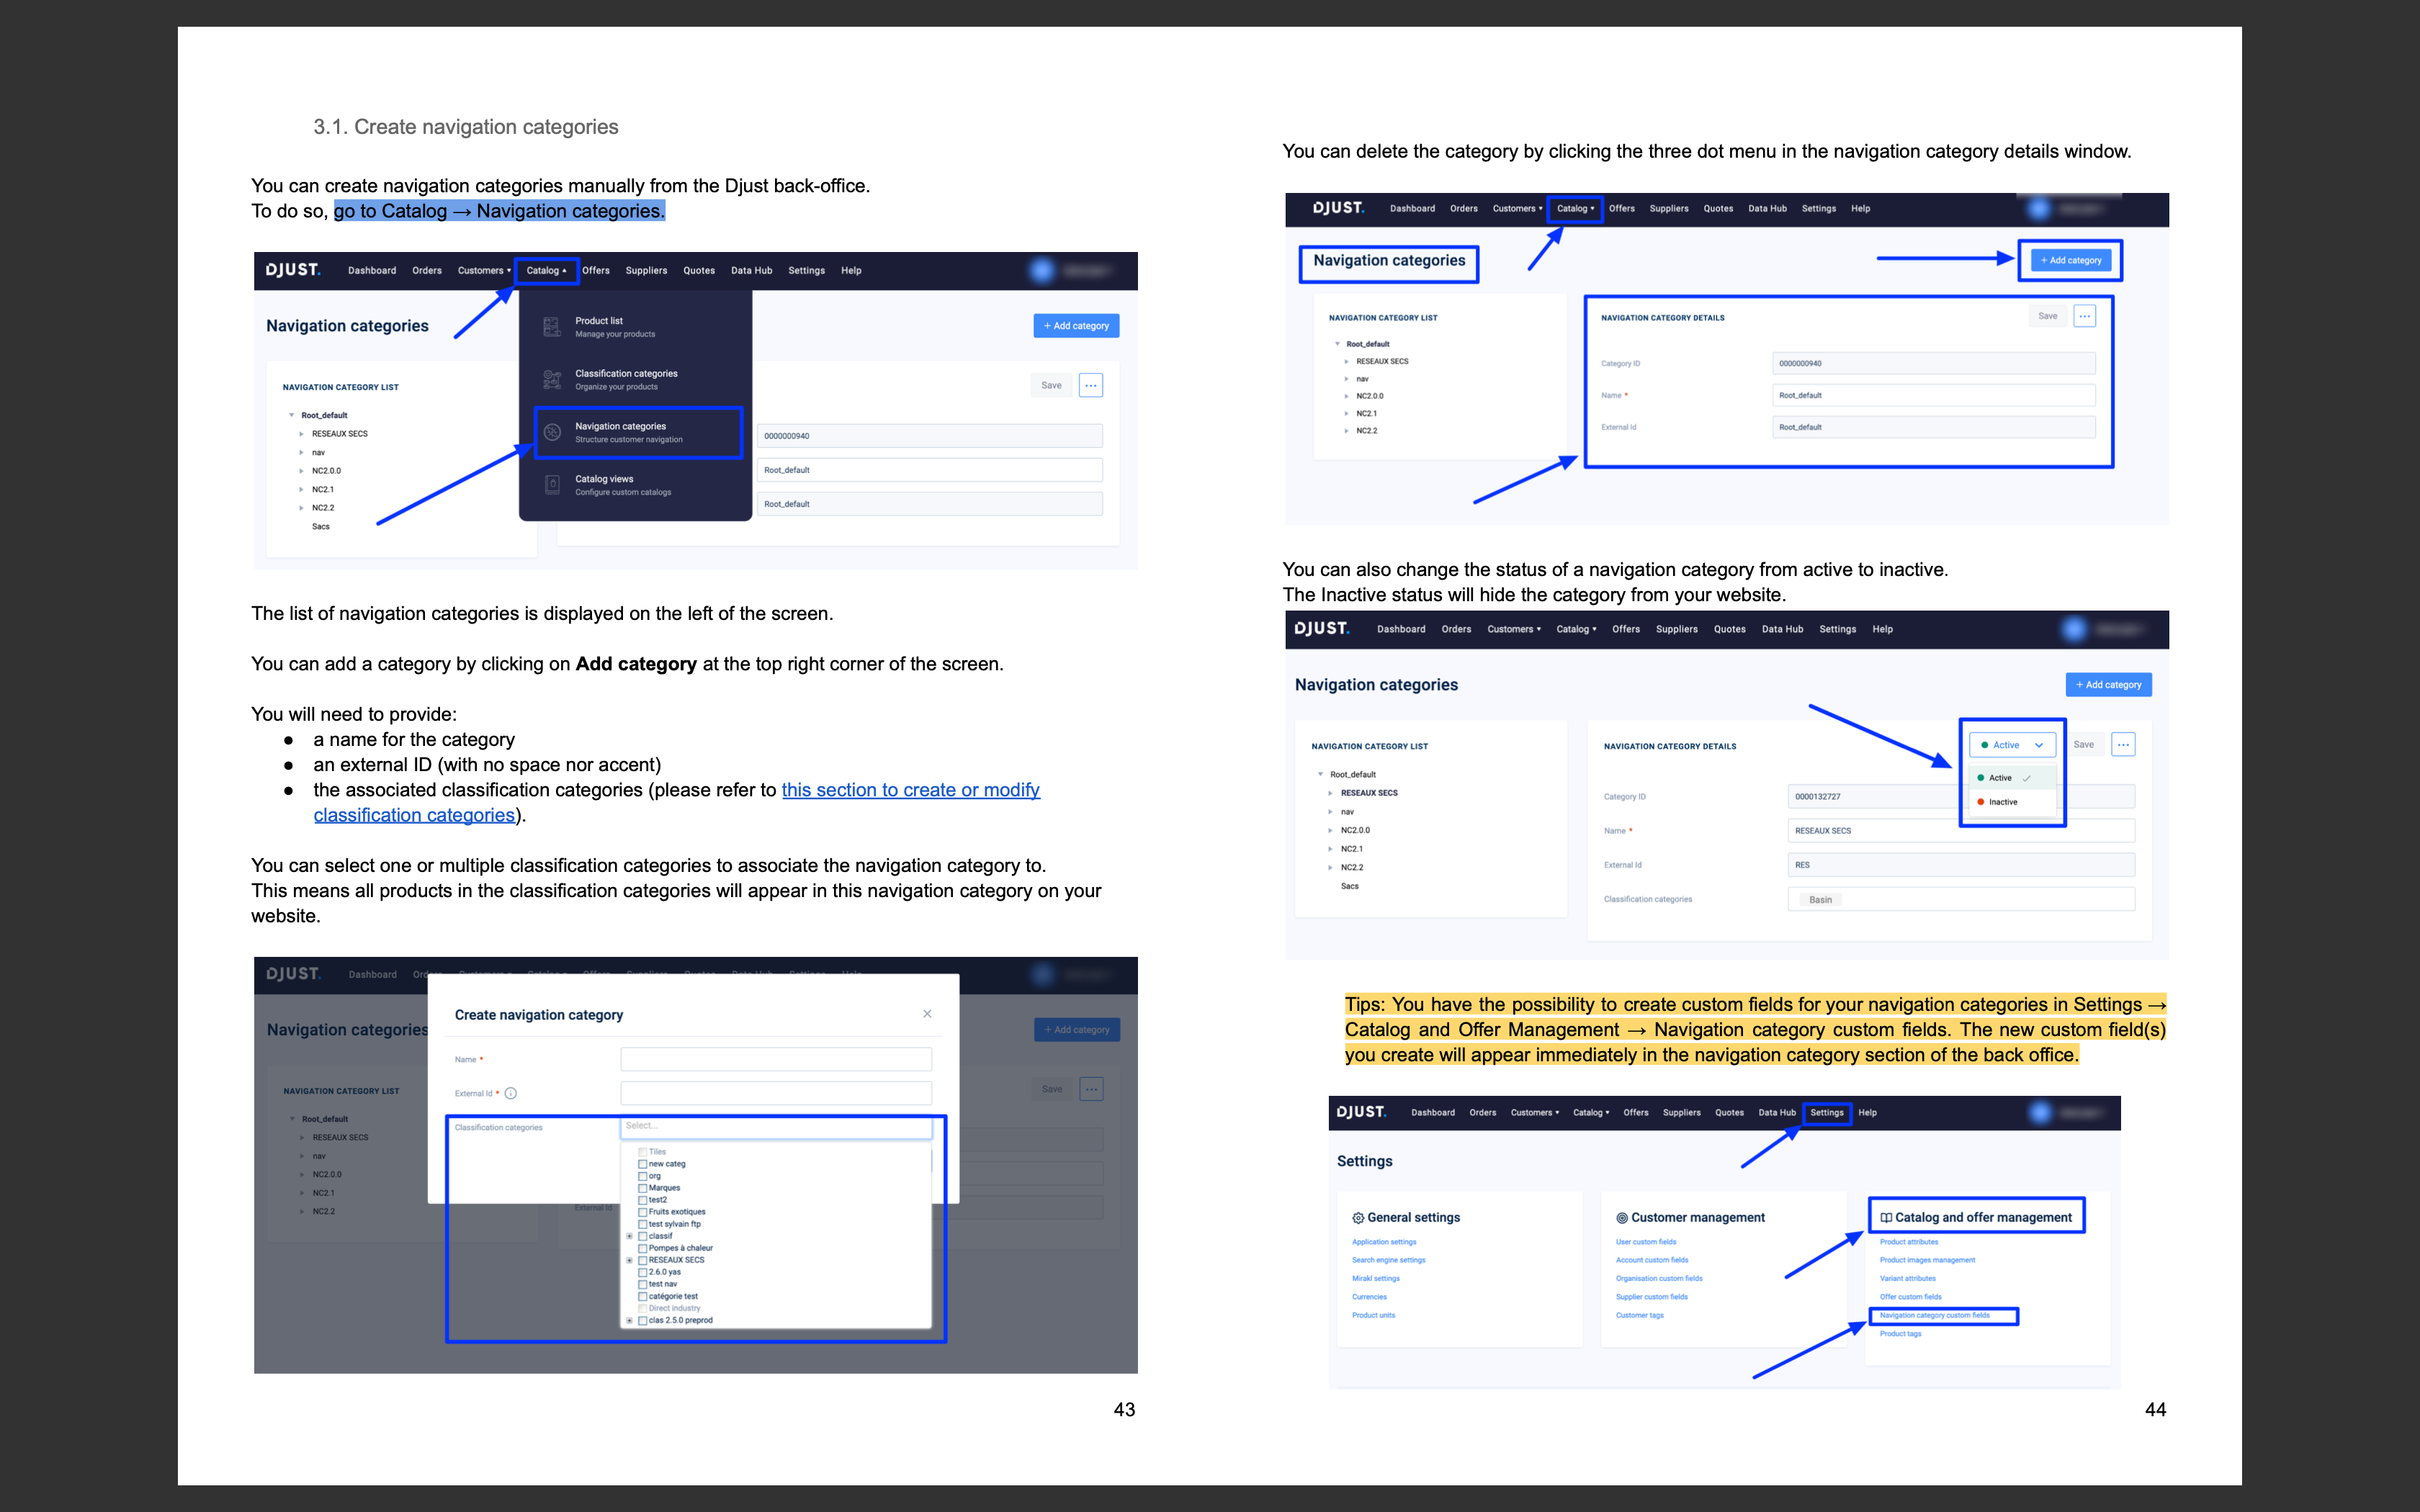 3.1. Create navigation categories
You can create navigation categories manually from the Djust back-office.
To do so, go to Catalog → Navigation categories.
DJUST.
Dashboard Orders Customers Catalog Offers Suppliers Quotes Data Hub Settings Help
Navigation categories
+ Add category
Product list
Manage your products
Classification categories
Organize your products
Navigation categories
Structure customer navigation
Catalog views
Configure custom catalogs
NAVIGATION CATEGORY LIST
Root_default
RESEAUX SECS
nav
NC2.0.0
NC2.1
NC2.2
Sacs
Save
...
0000000940
Root_default
Root_default
The list of navigation categories is displayed on the left of the screen.
You can add a category by clicking on Add category at the top right corner of the screen.
You will need to provide:
● a name for the category
● an external ID (with no space nor accent)
● the associated classification categories (please refer to this section to create or modify
classification categories).
You can select one or multiple classification categories to associate the navigation category to.
This means all products in the classification categories will appear in this navigation category on your
website.
DJUST.
Dashboard
Navigation categories
+ Add category
NAVIGATION CATEGORY LIST
Root_default
RESEAUX SECS
nav
NC2.0.0
NC2.1
NC2.2
Save
...
External Id
Create navigation category
×
Name *
External Id *
Classification categories
Select...
Tiles
new categ
org
Marques
test2
Fruits exotiques
test sylvain ftp
classif
Pompes à chaleur
RESEAUX SECS
2.6.0 yas
test nav
catégorie test
Direct industry
clas 2.5.0 preprod
43
You can delete the category by clicking the three dot menu in the navigation category details window.
DJUST.
Dashboard Orders Customers Catalog Offers Suppliers Quotes Data Hub Settings Help
Navigation categories
+ Add category
NAVIGATION CATEGORY LIST
Root_default
RESEAUX SECS
nav
NC2.0.0
NC2.1
NC2.2
NAVIGATION CATEGORY DETAILS
Save
...
Category ID 0000000940
Name * Root_default
External Id Root_default
You can also change the status of a navigation category from active to inactive.
The Inactive status will hide the category from your website.
DJUST.
Dashboard Orders Customers Catalog Offers Suppliers Quotes Data Hub Settings Help
Navigation categories
+ Add category
NAVIGATION CATEGORY LIST
Root_default
RESEAUX SECS
nav
NC2.0.0
NC2.1
NC2.2
Sacs
NAVIGATION CATEGORY DETAILS
Active
Save
...
Active
Inactive
Category ID 0000132727
Name * RESEAUX SECS
External Id RES
Classification categories Basin
Tips: You have the possibility to create custom fields for your navigation categories in Settings →
Catalog and Offer Management → Navigation category custom fields. The new custom field(s)
you create will appear immediately in the navigation category section of the back office.
DJUST.
Dashboard Orders Customers Catalog Offers Suppliers Quotes Data Hub Settings Help
Settings
General settings
Application settings
Search engine settings
Mirakl settings
Currencies
Product units
Customer management
User custom fields
Account custom fields
Organisation custom fields
Supplier custom fields
Customer tags
Catalog and offer management
Product attributes
Product images management
Variant attributes
Offer custom fields
Navigation category custom fields
Product tags
44